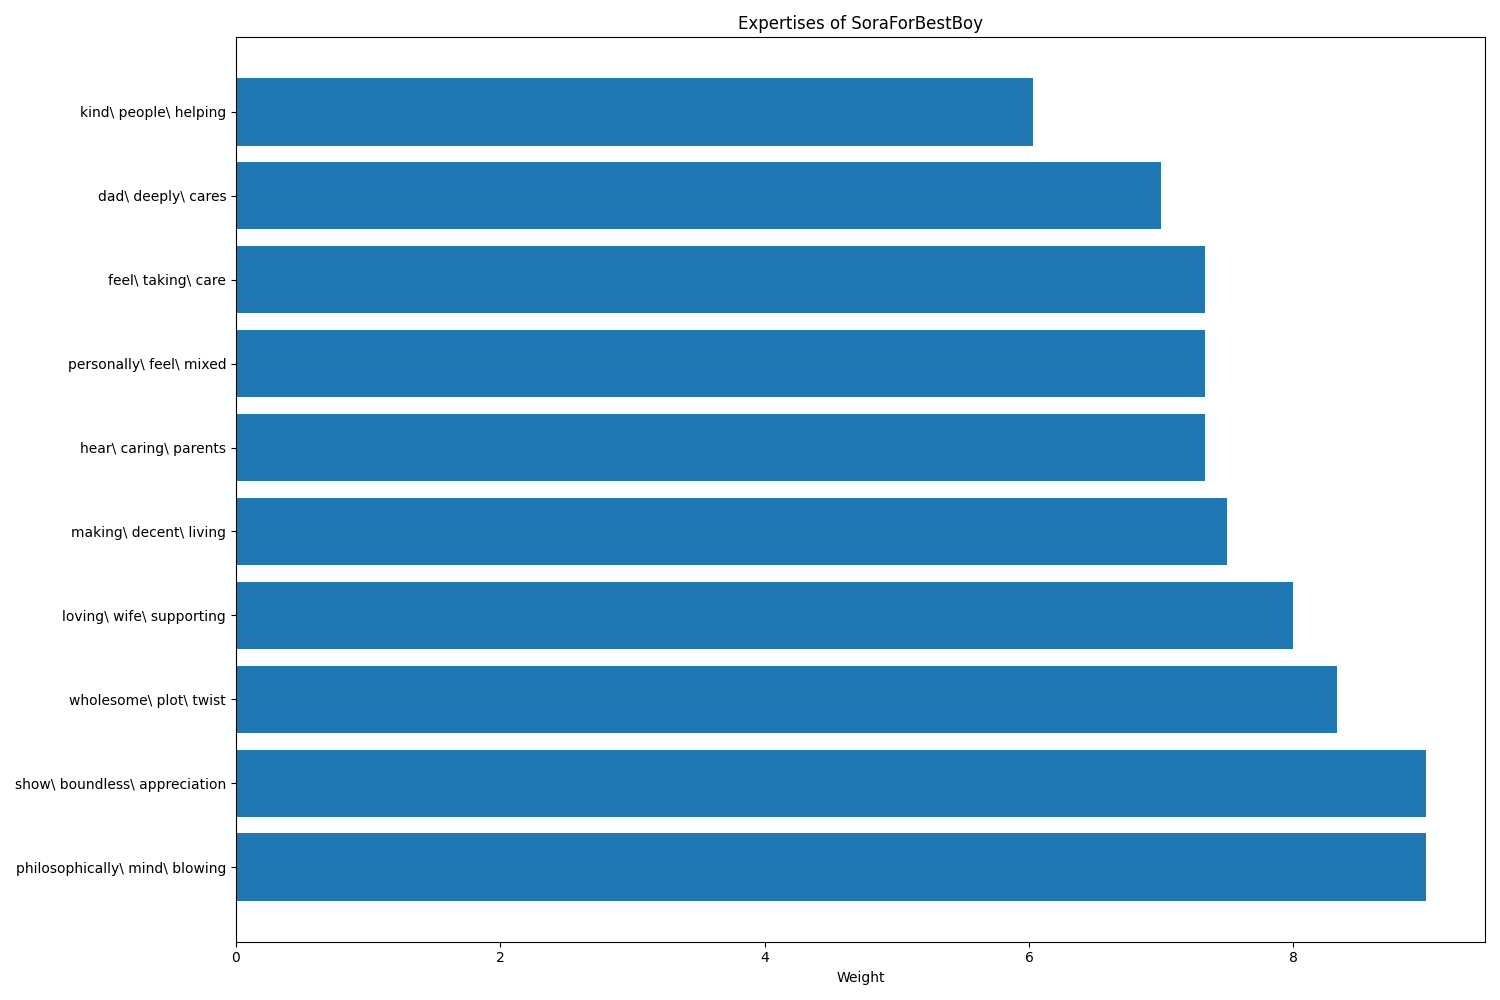 Expertises of SoraForBestBoy
kind\ people\ helping
dad\ deeply\ cares
feel\ taking\ care
personally\ feel\ mixed
hear\ caring\ parents
making\ decent\ living
loving\ wife\ supporting
wholesome\ plot\ twist
show\ boundless\ appreciation
philosophically\ mind\ blowing
0 2 4 6 8
Weight